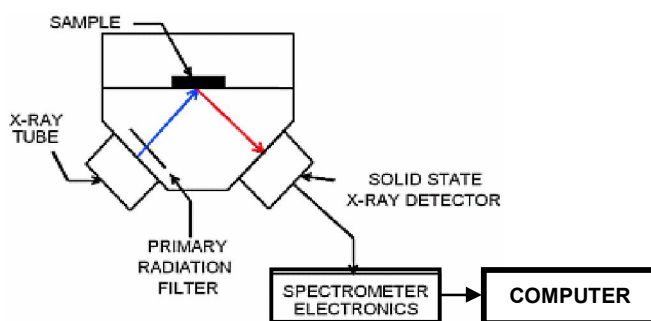 SAMPLE
X-RAY
TUBE
SOLID STATE
X-RAY DETECTOR
PRIMARY
RADIATION
FILTER
SPECTROMETER
ELECTRONICS
COMPUTER